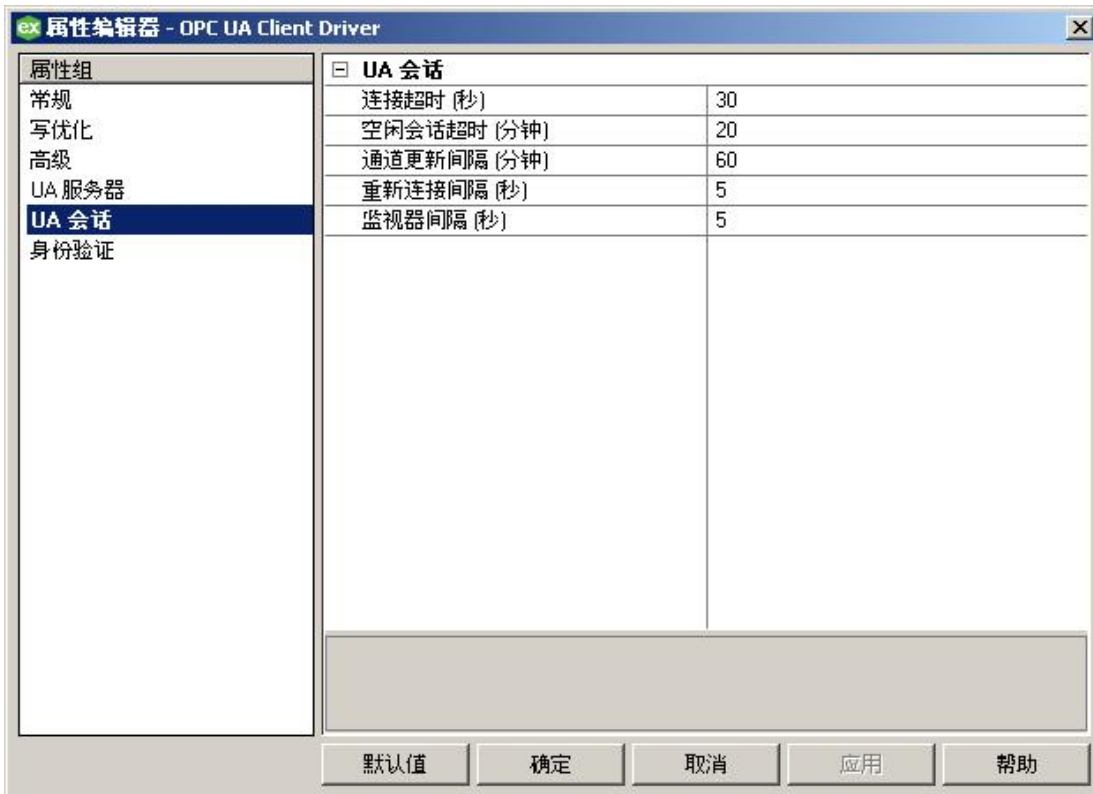 ex 属性编辑器 - OPC UA Client Driver
属性组
常规
写优化
高级
UA 服务器
UA 会话
身份验证
UA 会话
连接超时 (秒) 30
空闲会话超时 (分钟) 20
通道更新间隔 (分钟) 60
重新连接间隔 (秒) 5
监视器间隔 (秒) 5
默认值 确定 取消 应用 帮助